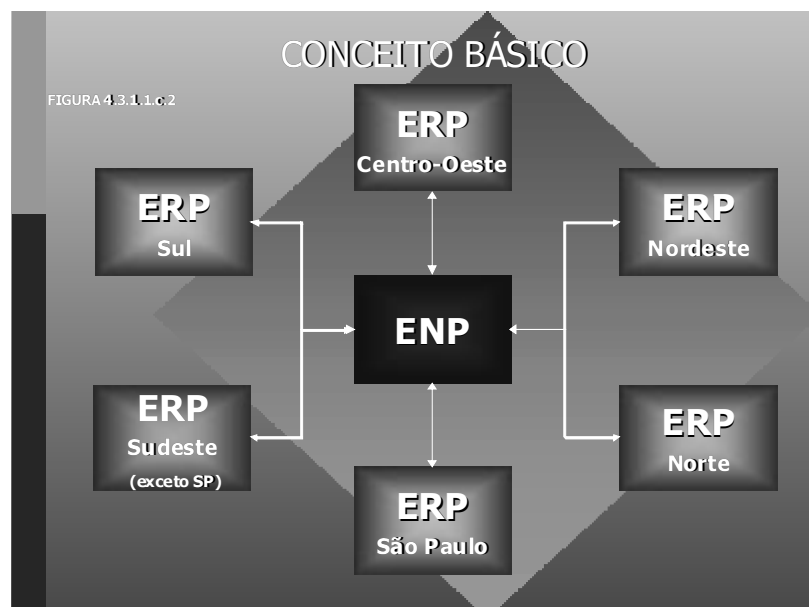 CONCEITO BÁSICO
FIGURA 4.3.1.1.c.2
ERP
Centro-Oeste
ERP
Sul
ERP
Nordeste
ENP
ERP
Sudeste
(exceto SP)
ERP
Norte
ERP
São Paulo